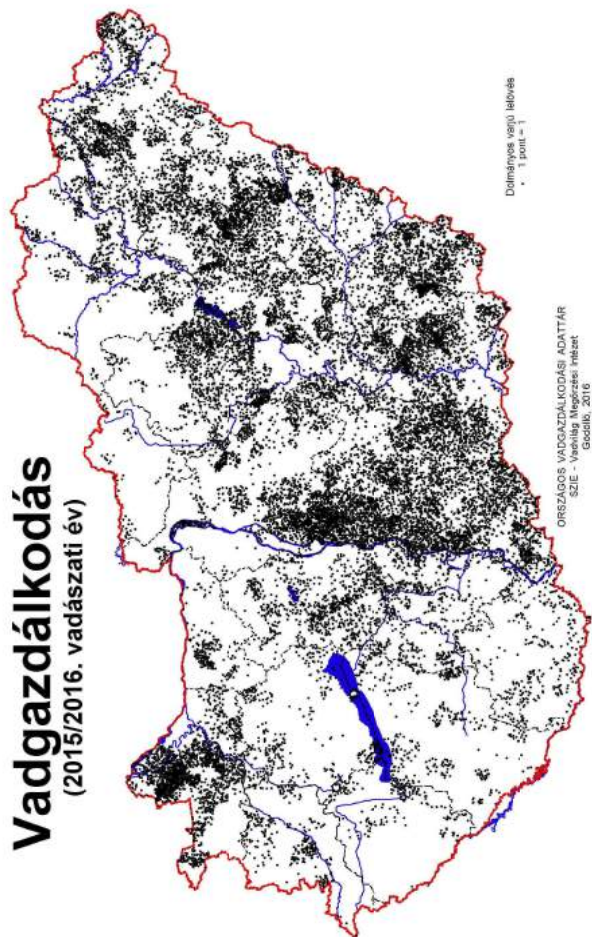 Vadgazdálkodás
(2015/2016. vadászati év)
Dolmányos varjú lelövés
• 1 pont = 1
ORSZÁGOS VADGAZDÁLKODÁSI ADATTÁR
SZIE - Vadvilág Megőrzési Intézet
Gödöllő, 2016